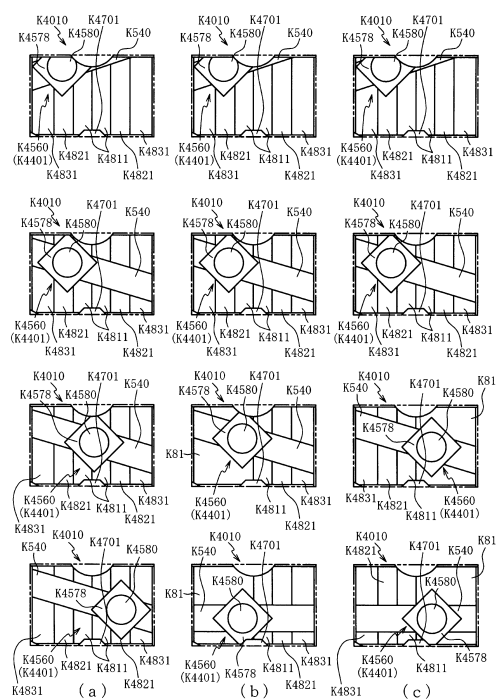 K4010 K4701
K4578 K4580 K540
K4560 K4821 K4811 K4831
(K4401) K4831 K4821
K4010 K4701
K4578 K4580 K540
K4560 K4821 K4811 K4831
(K4401) K4831 K4821
K4010 K4701
K4578 K4580 K540
K4560 K4821 K4811 K4831
(K4401) K4831 K4821
K4010 K4701
K4578 K4580 K540
K4560 K4821 K4811 K4831
(K4401) K4831 K4821
K4010 K4701
K4578 K4580 K540
K4560 K4821 K4811 K4831
(K4401) K4831 K4821
K4010 K4701
K4578 K4580 K540
K4560 K4821 K4811 K4831
(K4401) K4831 K4821
K4010 K4701
K4578 K4580 K540
K4560 K4821 K4811 K4831
(K4401) K4831 K4821
K4010 K4701
K4578 K4580 K540
K81
K4560 K4811 K4831
(K4401) K4821
K4010 K4701
K540 K4580 K81
K4578
K4831 K4821 K4811 K4560
(K4401)
K4010
K540 K4701 K4580
K4578
K4560 K4821 K4811 K4831
(K4401) K4831
K4010
K540 K4701
K81 K4580
K4560 K4578 K4811 K4831
(K4401) K4821
K4010
K4821 K4701 K540 K81
K4580
K4560 K4811 K4578
(K4401) K4831
(a) (b) (c)